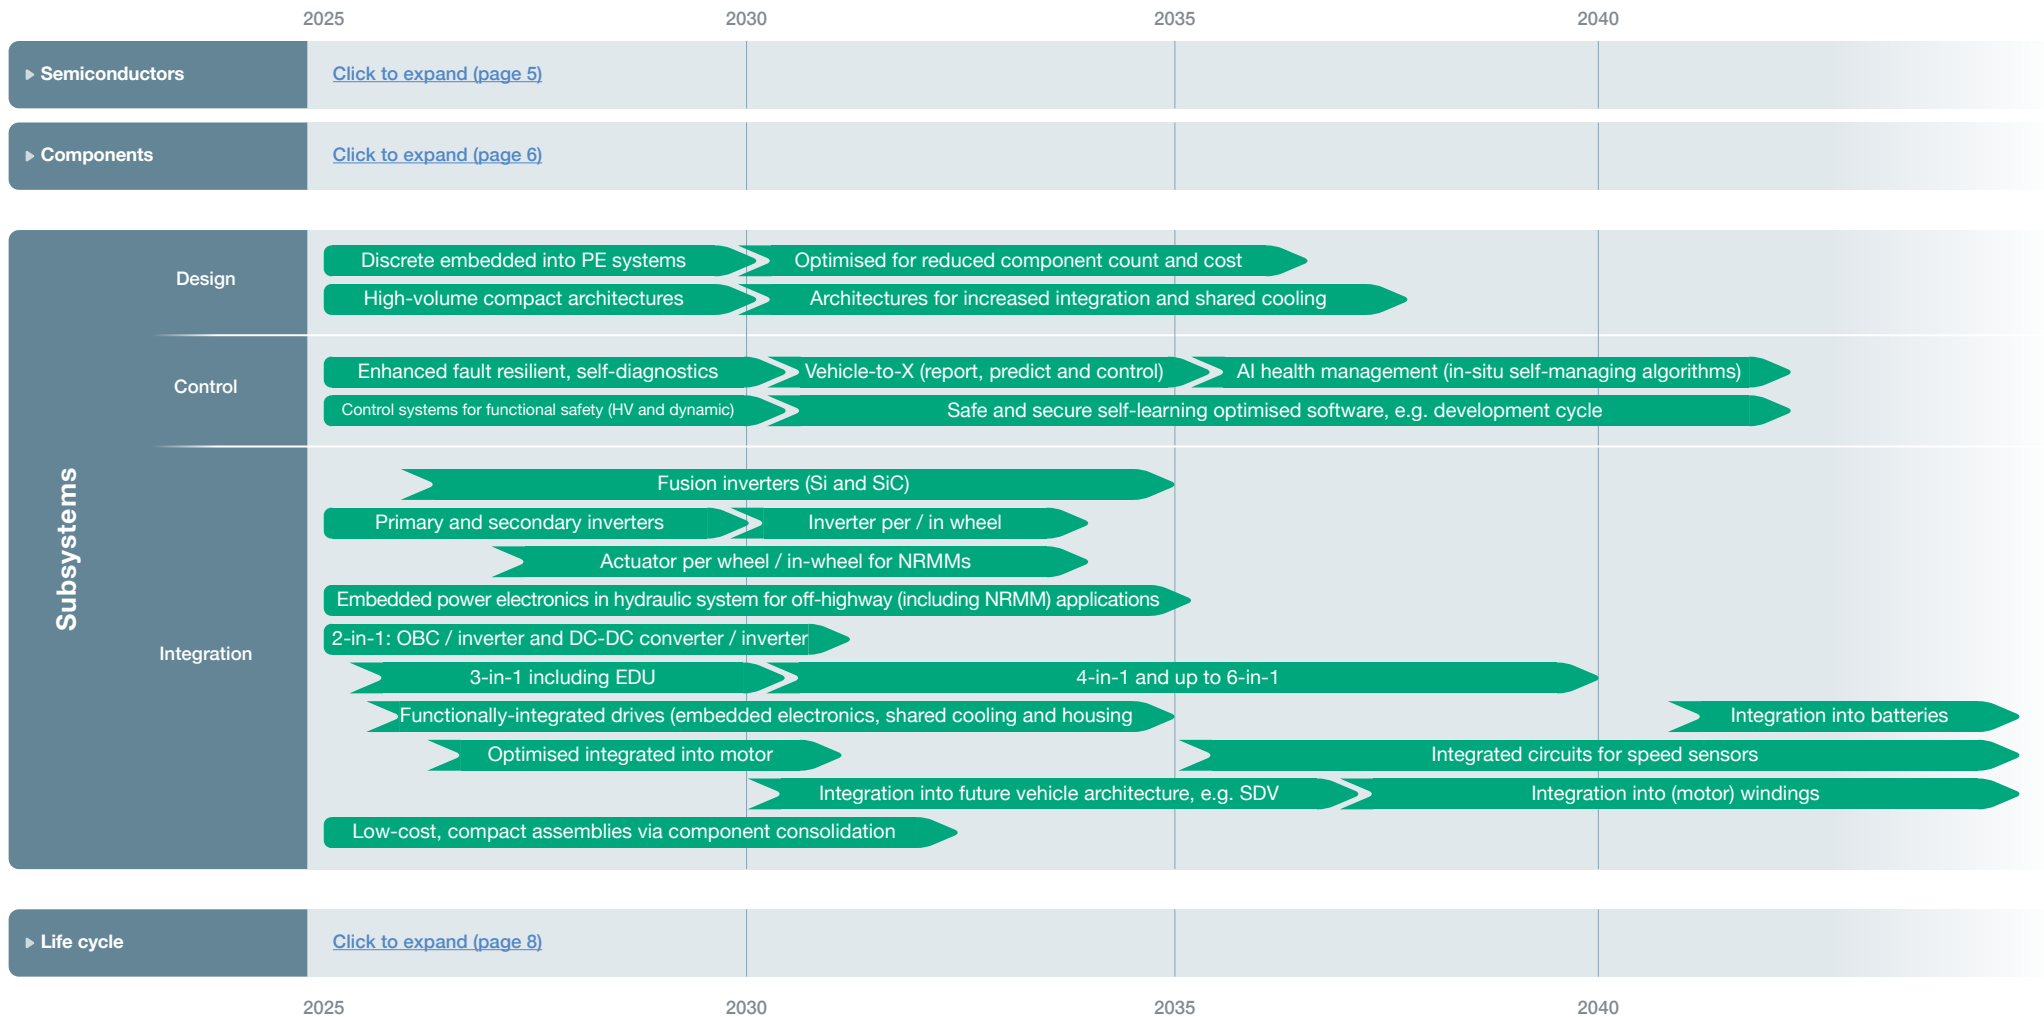 2025 2030 2035 2040
Semiconductors
Click to expand (page 5)
Components
Click to expand (page 6)
Subsystems
Design
Discrete embedded into PE systems
Optimised for reduced component count and cost
High-volume compact architectures
Architectures for increased integration and shared cooling
Control
Enhanced fault resilient, self-diagnostics
Vehicle-to-X (report, predict and control)
AI health management (in-situ self-managing algorithms)
Control systems for functional safety (HV and dynamic)
Safe and secure self-learning optimised software, e.g. development cycle
Integration
Fusion inverters (Si and SiC)
Primary and secondary inverters
Inverter per / in wheel
Actuator per wheel / in-wheel for NRMMs
Embedded power electronics in hydraulic system for off-highway (including NRMM) applications
2-in-1: OBC / inverter and DC-DC converter / inverter
3-in-1 including EDU
4-in-1 and up to 6-in-1
Functionally-integrated drives (embedded electronics, shared cooling and housing
Integration into batteries
Optimised integrated into motor
Integrated circuits for speed sensors
Integration into future vehicle architecture, e.g. SDV
Integration into (motor) windings
Low-cost, compact assemblies via component consolidation
Life cycle
Click to expand (page 8)
2025 2030 2035 2040